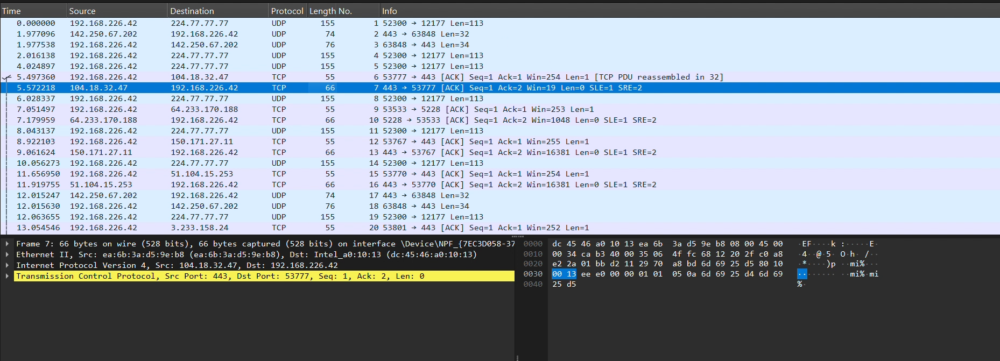 Time Source Destination Protocol Length No. Info
0.000000 192.168.226.42 224.77.77.77 UDP 155 1 52300 → 12177 Len=113
1.977096 142.250.67.202 192.168.226.42 UDP 74 2 443 → 63848 Len=32
1.977538 192.168.226.42 142.250.67.202 UDP 76 3 63848 → 443 Len=34
2.016138 192.168.226.42 224.77.77.77 UDP 155 4 52300 → 12177 Len=113
4.024897 192.168.226.42 224.77.77.77 UDP 155 5 52300 → 12177 Len=113
5.497360 192.168.226.42 104.18.32.47 TCP 55 6 53777 → 443 [ACK] Seq=1 Ack=1 Win=254 Len=1 [TCP PDU reassembled in 32]
5.572218 104.18.32.47 192.168.226.42 TCP 66 7 443 → 53777 [ACK] Seq=1 Ack=2 Win=19 Len=0 SLE=1 SRE=2
6.028337 192.168.226.42 224.77.77.77 UDP 155 8 52300 → 12177 Len=113
7.051497 192.168.226.42 64.233.170.188 TCP 55 9 53533 → 5228 [ACK] Seq=1 Ack=1 Win=253 Len=1
7.179959 64.233.170.188 192.168.226.42 TCP 66 10 5228 → 53533 [ACK] Seq=1 Ack=2 Win=1048 Len=0 SLE=1 SRE=2
8.043137 192.168.226.42 224.77.77.77 UDP 155 11 52300 → 12177 Len=113
8.922103 192.168.226.42 150.171.27.11 TCP 55 12 53767 → 443 [ACK] Seq=1 Ack=1 Win=255 Len=1
9.061624 150.171.27.11 192.168.226.42 TCP 66 13 443 → 53767 [ACK] Seq=1 Ack=2 Win=16381 Len=0 SLE=1 SRE=2
10.056273 192.168.226.42 224.77.77.77 UDP 155 14 52300 → 12177 Len=113
11.656950 192.168.226.42 51.104.15.253 TCP 55 15 53770 → 443 [ACK] Seq=1 Ack=1 Win=254 Len=1
11.919755 51.104.15.253 192.168.226.42 TCP 66 16 443 → 53770 [ACK] Seq=1 Ack=2 Win=16381 Len=0 SLE=1 SRE=2
12.015247 142.250.67.202 192.168.226.42 UDP 74 17 443 → 63848 Len=32
12.015630 192.168.226.42 142.250.67.202 UDP 76 18 63848 → 443 Len=34
12.063655 192.168.226.42 224.77.77.77 UDP 155 19 52300 → 12177 Len=113
13.054546 192.168.226.42 3.233.158.24 TCP 55 20 53801 → 443 [ACK] Seq=1 Ack=1 Win=252 Len=1
Frame 7: 66 bytes on wire (528 bits), 66 bytes captured (528 bits) on interface \Device\NPF_{7EC3D058-37
Ethernet II, Src: ea:6b:3a:d5:9e:b8 (ea:6b:3a:d5:9e:b8), Dst: Intel_a0:10:13 (dc:45:46:a0:10:13)
Internet Protocol Version 4, Src: 104.18.32.47, Dst: 192.168.226.42
Transmission Control Protocol, Src Port: 443, Dst Port: 53777, Seq: 1, Ack: 2, Len: 0
0000 dc 45 46 a0 10 13 ea 6b 3a d5 9e b8 08 00 45 00 ·EF····k :·····E·
0010 00 34 ca b3 40 00 35 06 4f fc 68 12 20 2f c0 a8 ·4··@·5· O·h· /··
0020 e2 2a 01 bb d2 11 29 70 a8 bd 6d 69 25 d5 80 10 ·*····)p ··mi%···
0030 00 13 ee e0 00 00 01 01 05 0a 6d 69 25 d4 6d 69 ········ ··mi%·mi
0040 25 d5 %·